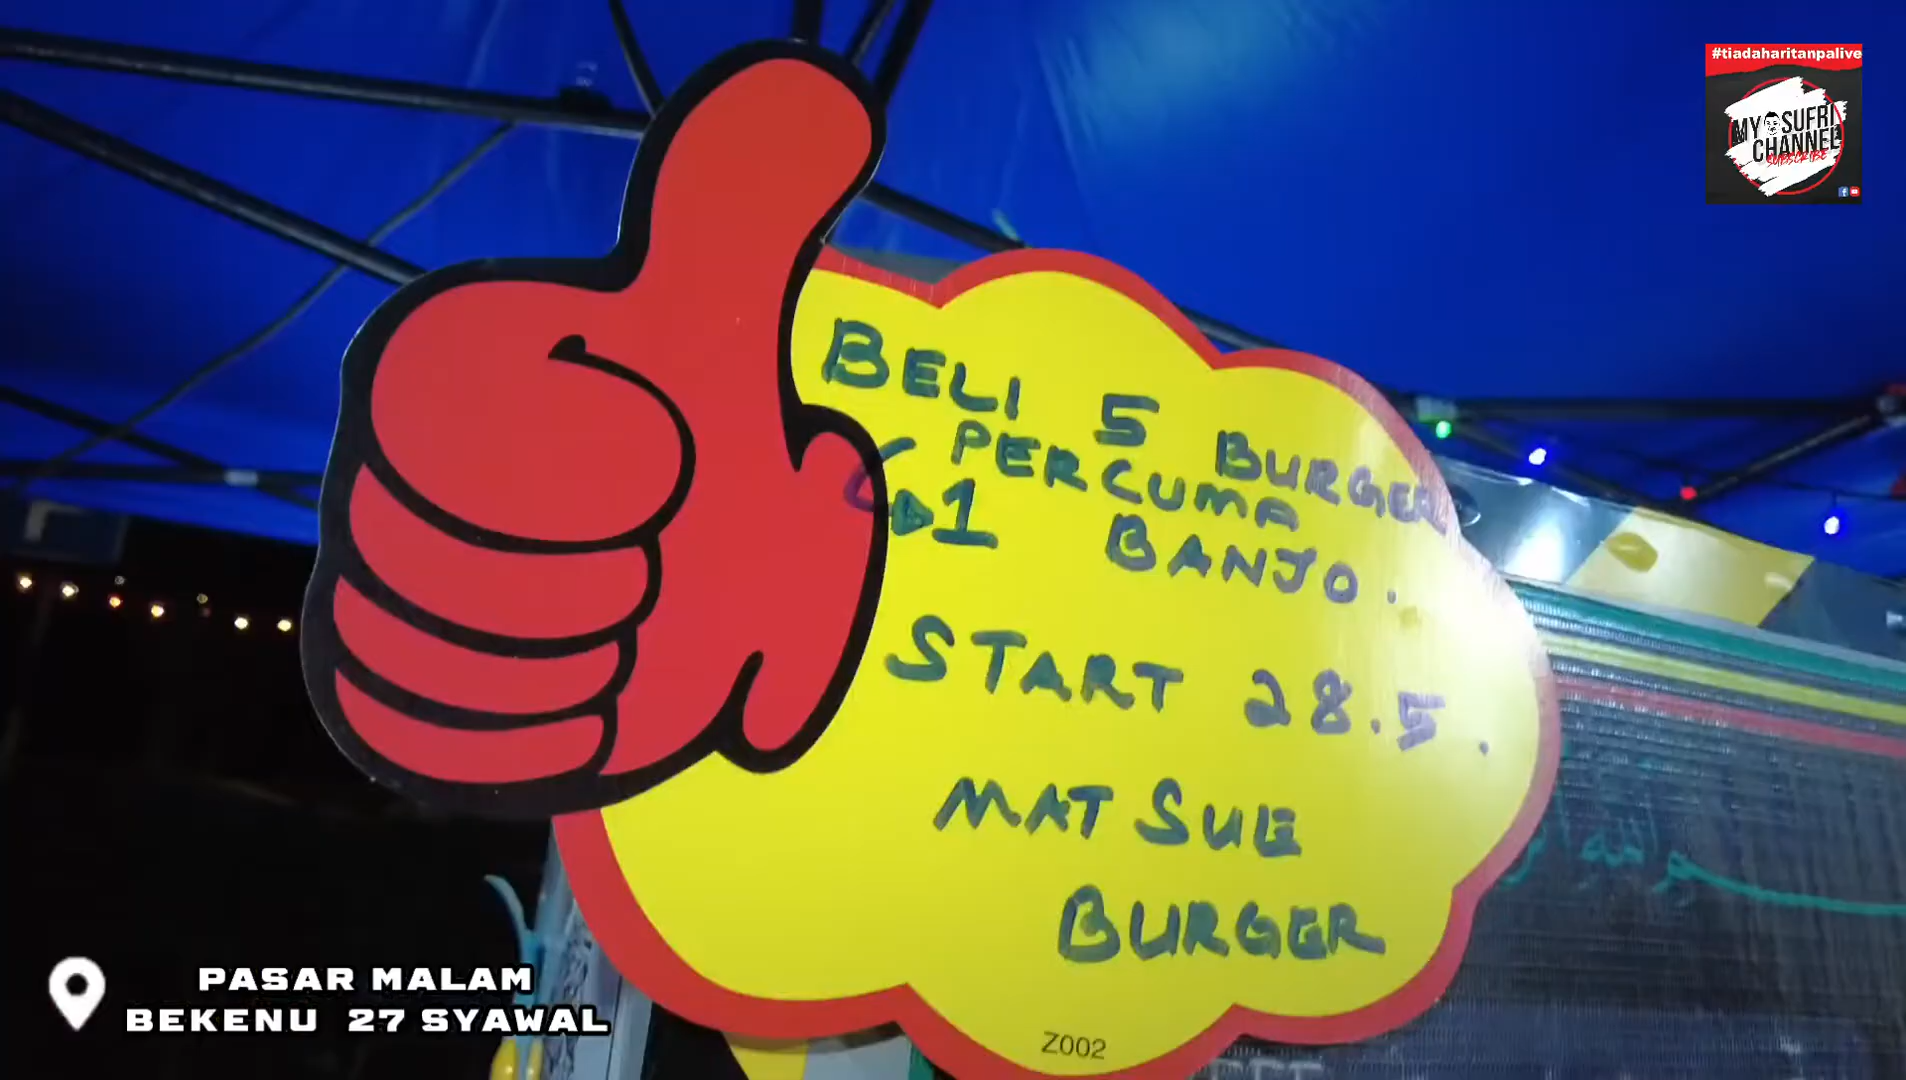 #tiadaharitanpalive
MY SUFRI
CHANNEL
SUBSCRIBE
BELI 5 BURGER
PERCUMA
1 BANJO.
START 28.5.
MAT SUE
BURGER
Z002
PASAR MALAM
BEKENU 27 SYAWAL